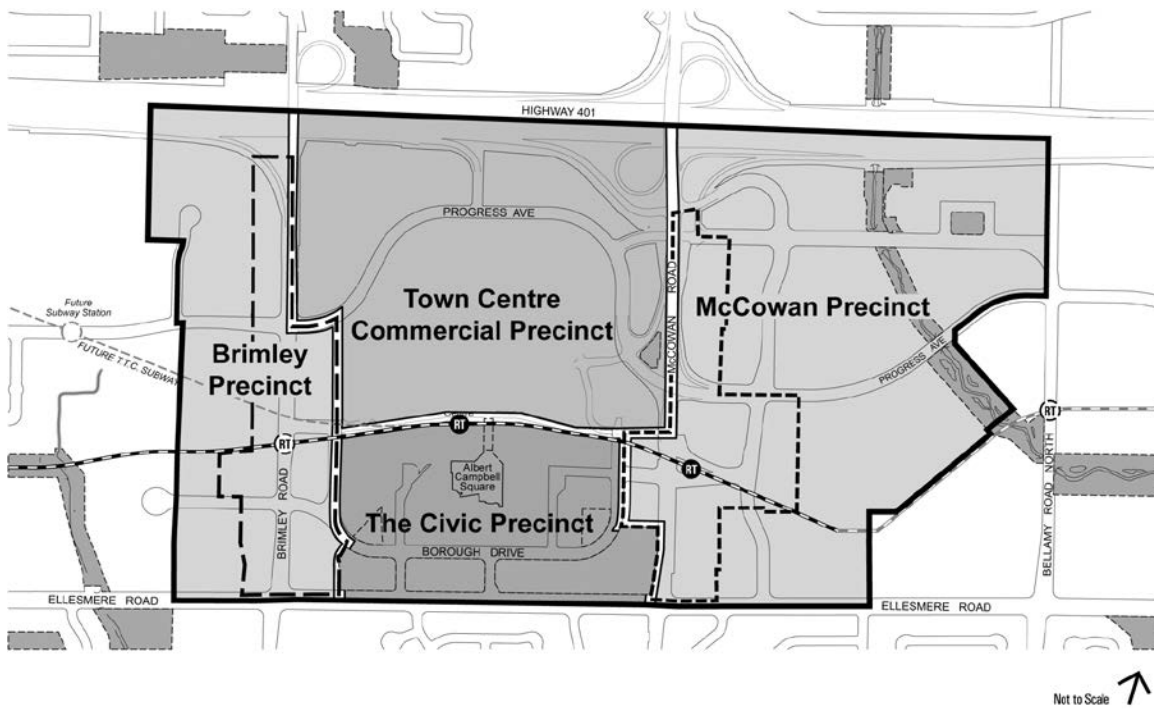 HIGHWAY 401
PROGRESS AVE
McCOWAN ROAD
Town Centre
Commercial Precinct
McCowan Precinct
Future
Subway Station
FUTURE T.T.C. SUBWAY
Brimley
Precinct
PROGRESS AVE
RT
RT
RT
RT
Albert
Campbell
Square
The Civic Precinct
BRIMLEY ROAD
BOROUGH DRIVE
BELLAMY ROAD NORTH
ELLESMERE ROAD
ELLESMERE ROAD
Not to Scale